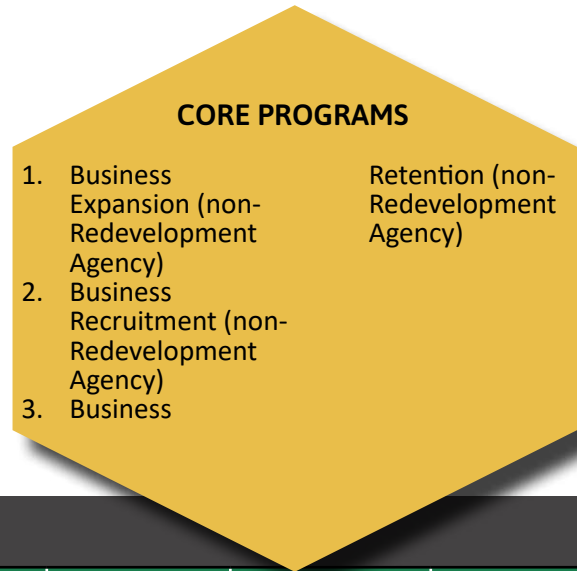 CORE PROGRAMS
1. Business
Expansion (non-
Redevelopment
Agency)
2. Business
Recruitment (non-
Redevelopment
Agency)
3. Business
Retention (non-
Redevelopment
Agency)